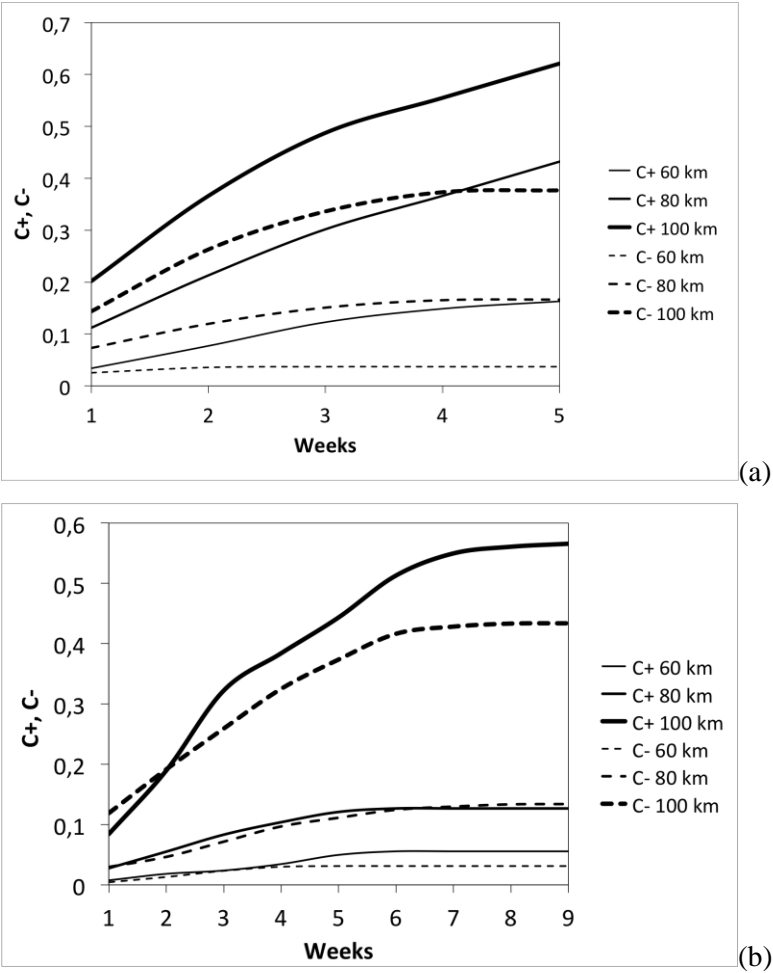 0,7
0,6
0,5
0,4
0,3
0,2
0,1
0
C+, C-
1 2 3 4 5
Weeks
C+ 60 km
C+ 80 km
C+ 100 km
C- 60 km
C- 80 km
C- 100 km
(a)
0,6
0,5
0,4
0,3
0,2
0,1
0
C+, C-
1 2 3 4 5 6 7 8 9
Weeks
C+ 60 km
C+ 80 km
C+ 100 km
C- 60 km
C- 80 km
C- 100 km
(b)